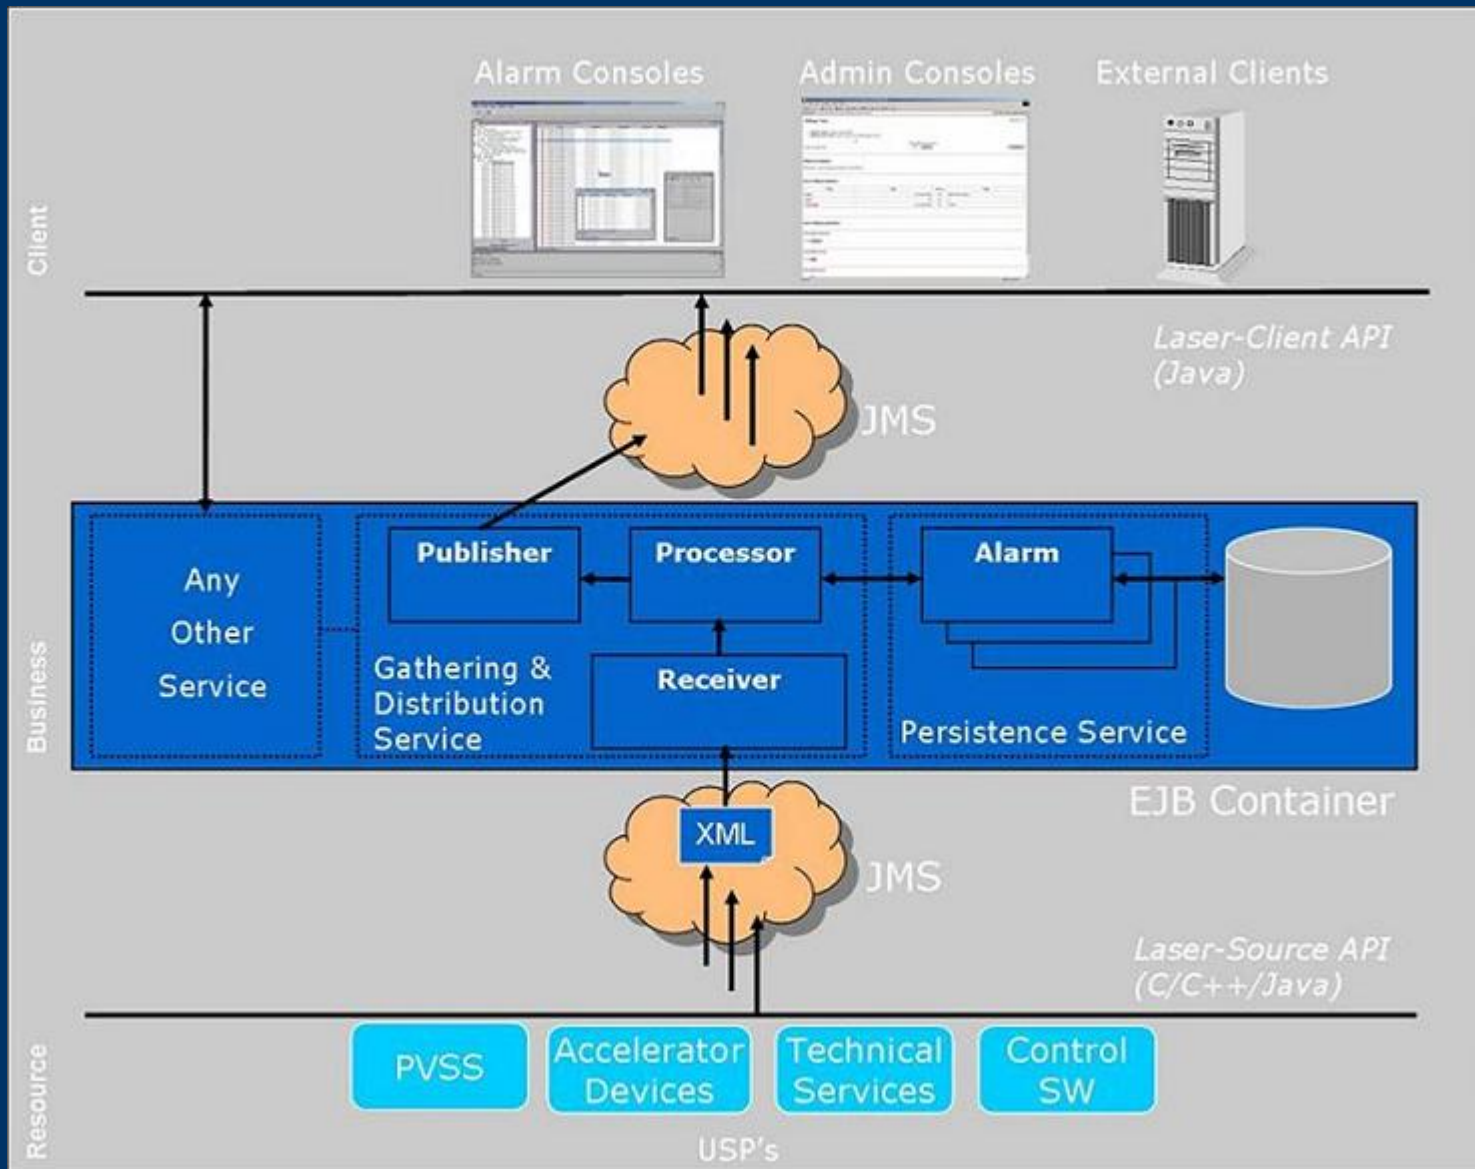 Alarm Consoles
Admin Consoles
External Clients
Client
Laser-Client API
(Java)
JMS
Business
Any
Other
Service
Publisher
Processor
Alarm
Gathering &
Distribution
Service
Receiver
Persistence Service
EJB Container
XML
JMS
Laser-Source API
(C/C++/Java)
Resource
PVSS
Accelerator
Devices
Technical
Services
Control
SW
USP's